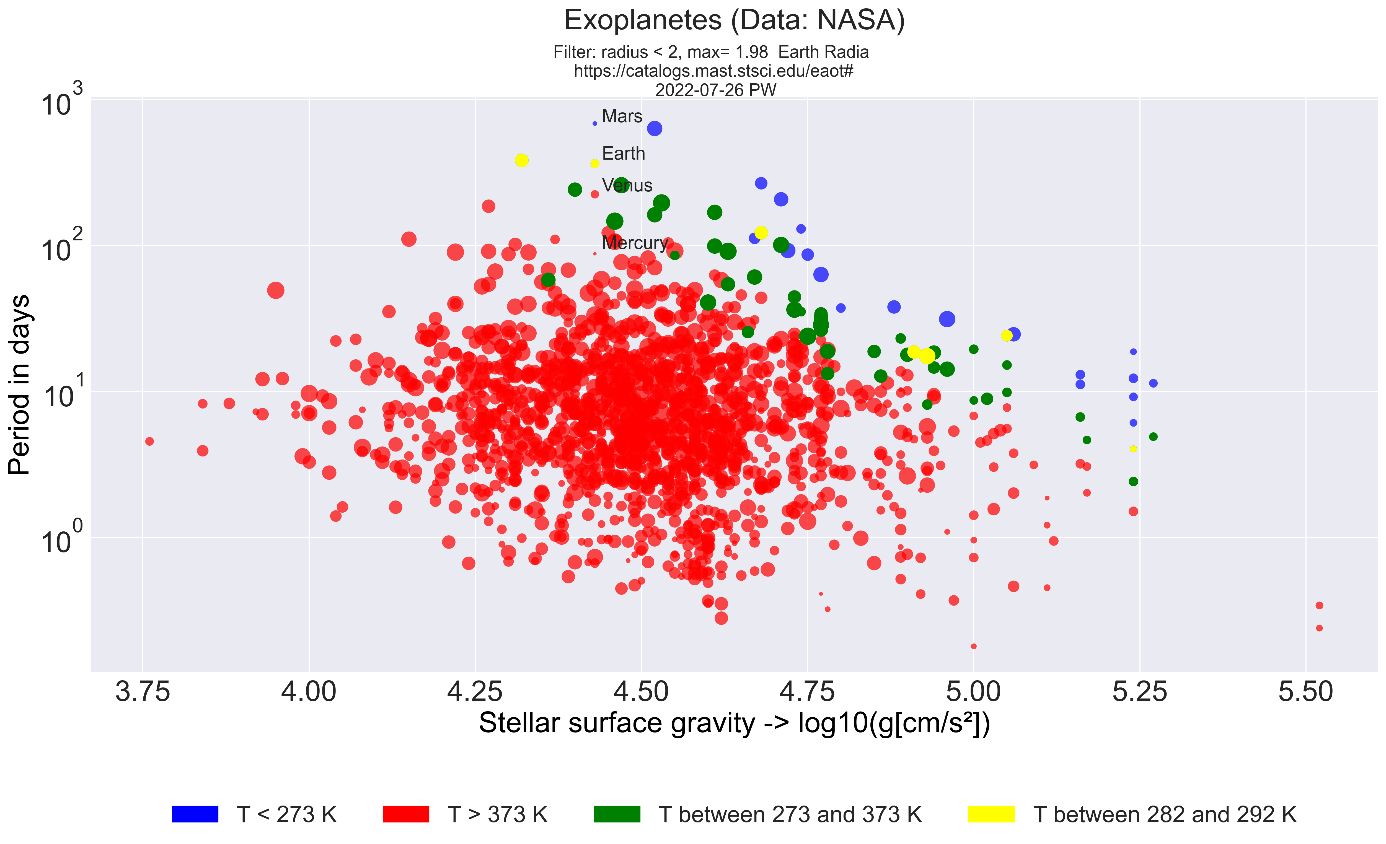 Exoplanetes (Data: NASA)
Filter: radius < 2, max= 1.98  Earth Radia
https://catalogs.mast.stsci.edu/eaot#
2022-07-26 PW
10³
Mars
Earth
Venus
10²
Mercury
10¹
10⁰
Period in days
3.75 4.00 4.25 4.50 4.75 5.00 5.25 5.50
Stellar surface gravity -> log10(g[cm/s²])
T < 273 K T > 373 K T between 273 and 373 K T between 282 and 292 K